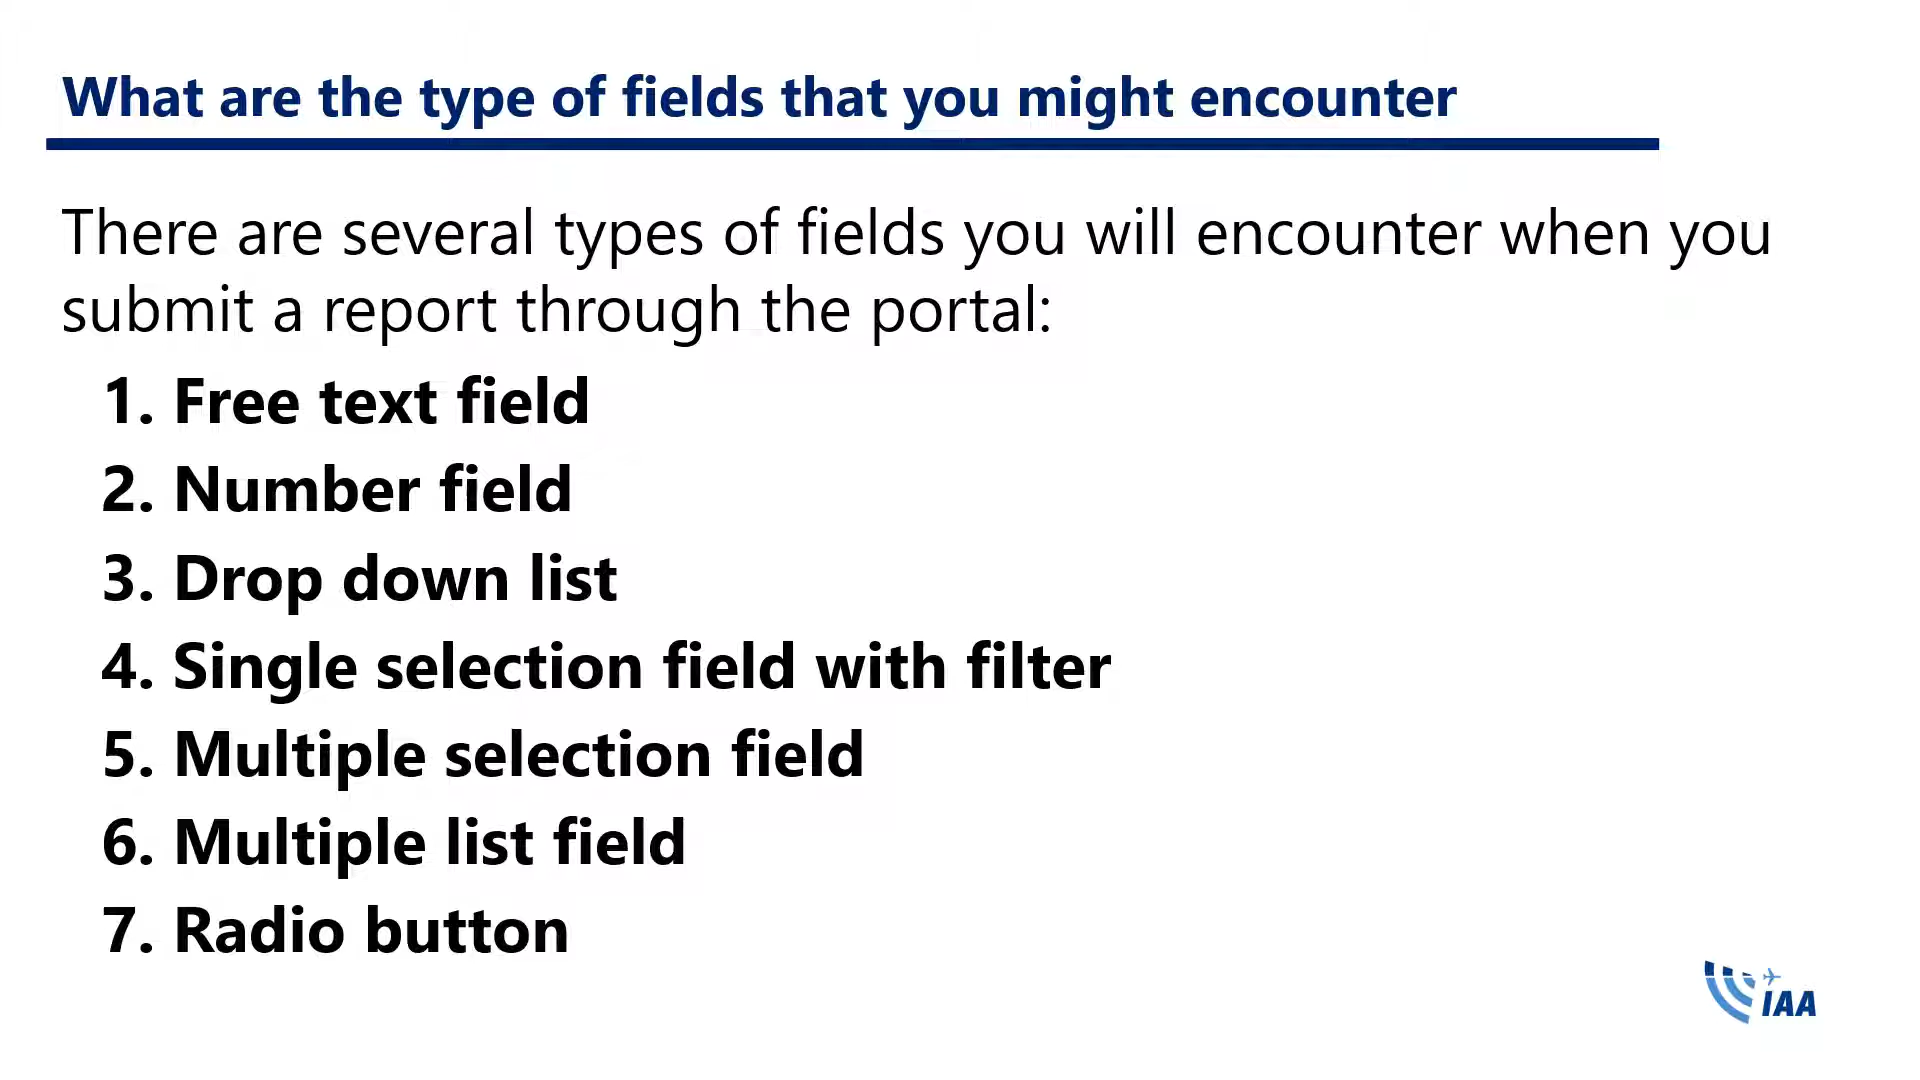 What are the type of fields that you might encounter
There are several types of fields you will encounter when you
submit a report through the portal:
1. Free text field
2. Number field
3. Drop down list
4. Single selection field with filter
5. Multiple selection field
6. Multiple list field
7. Radio button
IAA